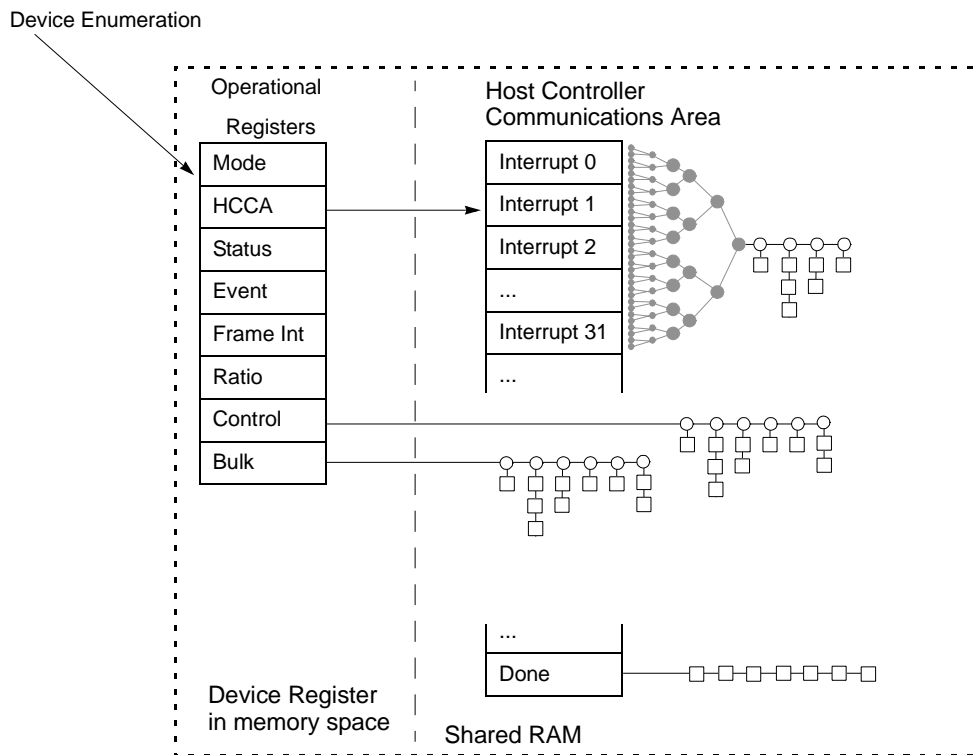 Device Enumeration
Operational
Registers
Mode
HCCA
Status
Event
Frame Int
Ratio
Control
Bulk
Device Register
in memory space
Host Controller
Communications Area
Interrupt 0
Interrupt 1
Interrupt 2
...
Interrupt 31
...
...
Done
Shared RAM